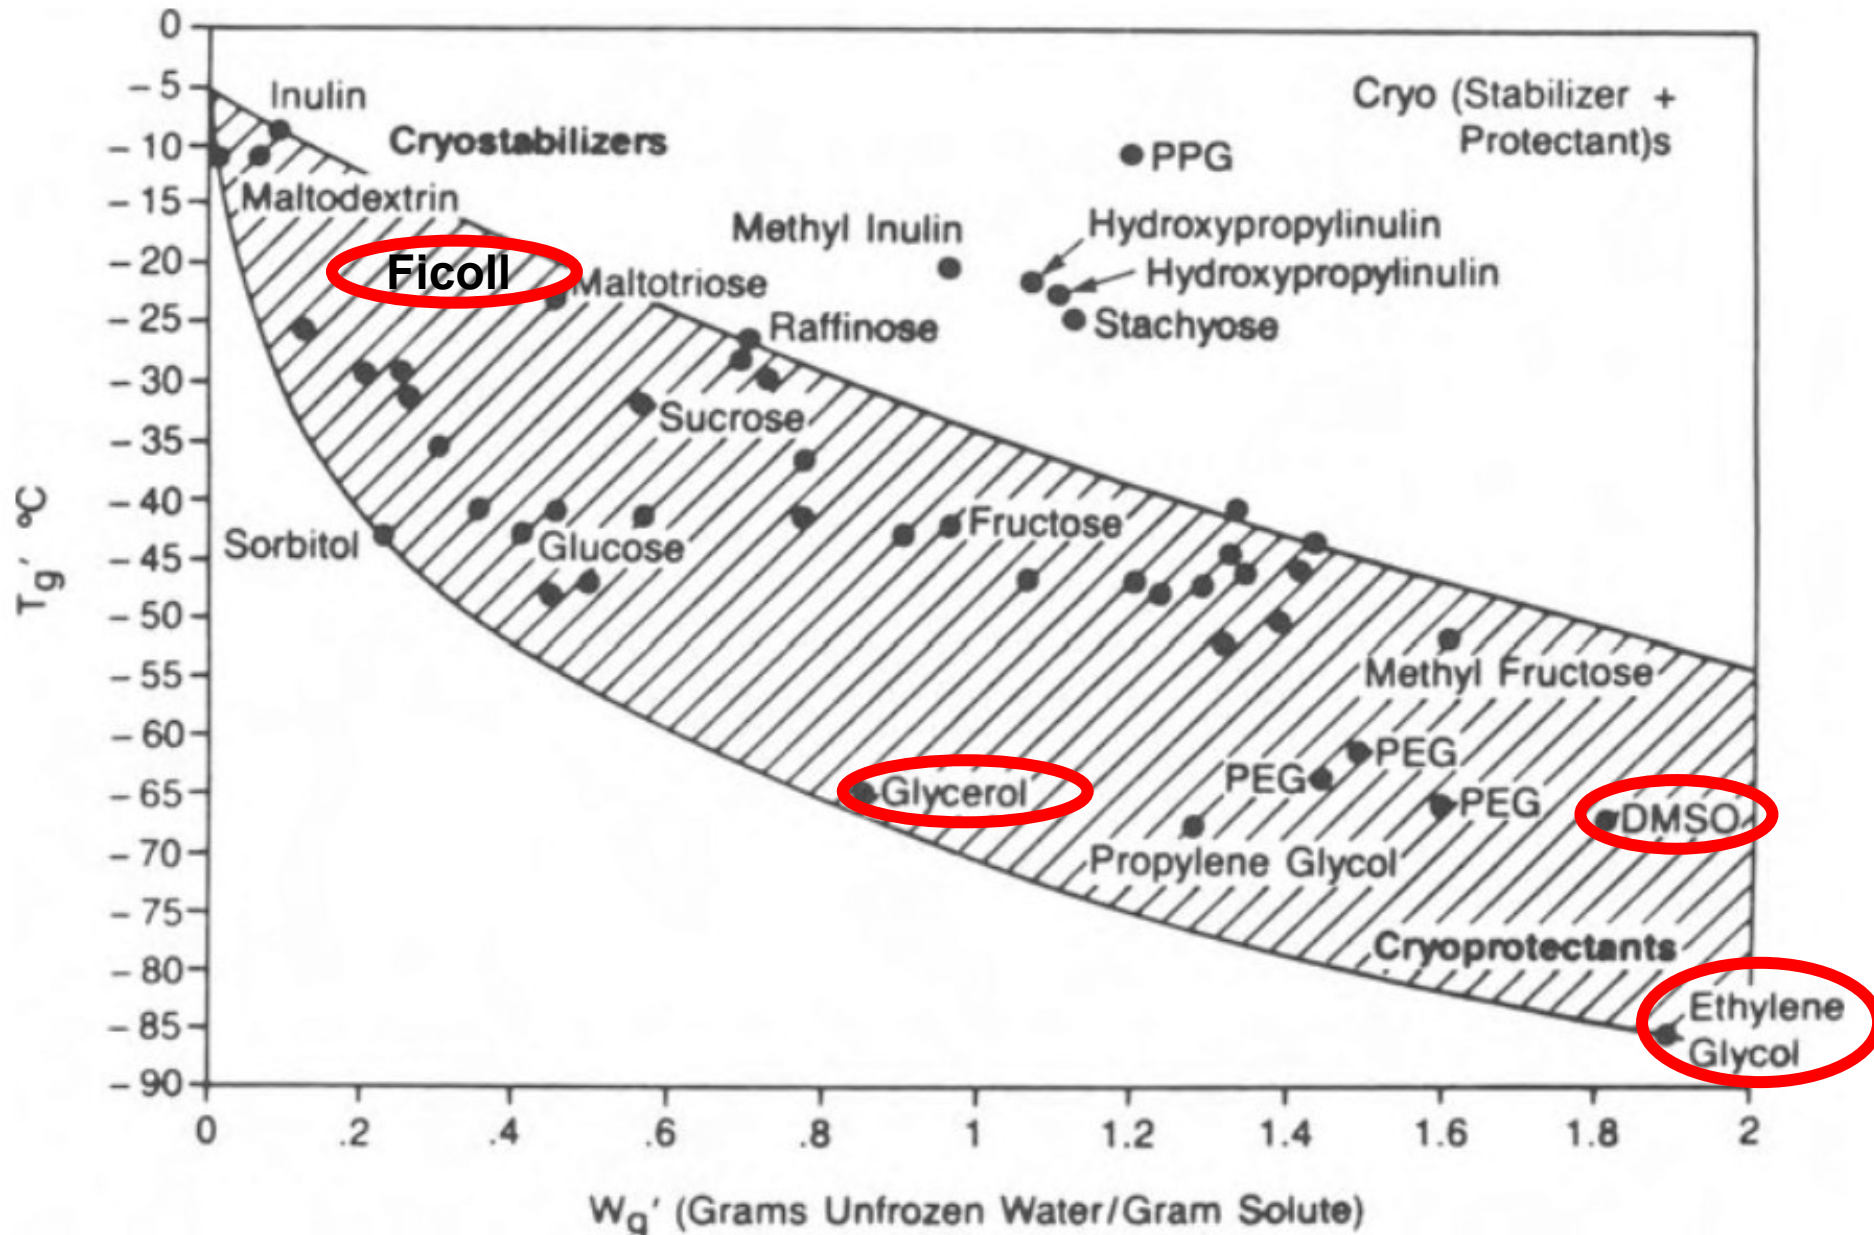 0
– 5
– 10
– 15
– 20
– 25
– 30
– 35
– 40
– 45
– 50
– 55
– 60
– 65
– 70
– 75
– 80
– 85
– 90
Tg′ °C
Inulin
Cryostabilizers
Cryo (Stabilizer +
Protectant)s
PPG
Maltodextrin
Methyl Inulin
Hydroxypropylinulin
Hydroxypropylinulin
Ficoll
Maltotriose
Raffinose
Stachyose
Sucrose
Sorbitol
Glucose
Fructose
Methyl Fructose
PEG
PEG
PEG
Glycerol
DMSO
Propylene Glycol
Cryoprotectants
Ethylene
Glycol
0 .2 .4 .6 .8 1 1.2 1.4 1.6 1.8 2
Wg′ (Grams Unfrozen Water/Gram Solute)